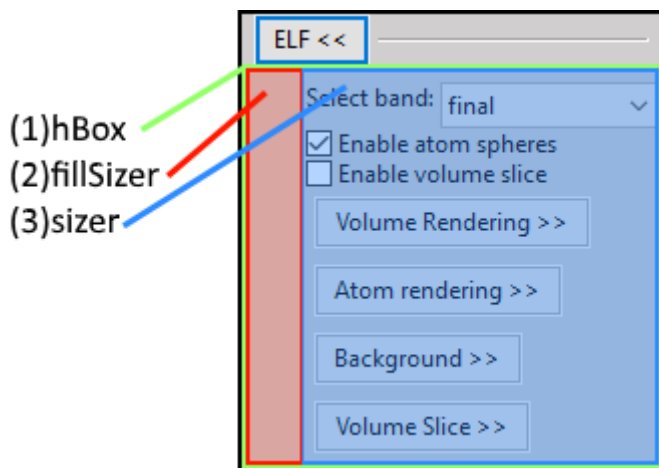 ELF <<
(1)hBox
(2)fillSizer
(3)sizer
Select band: final
Enable atom spheres
Enable volume slice
Volume Rendering >>
Atom rendering >>
Background >>
Volume Slice >>